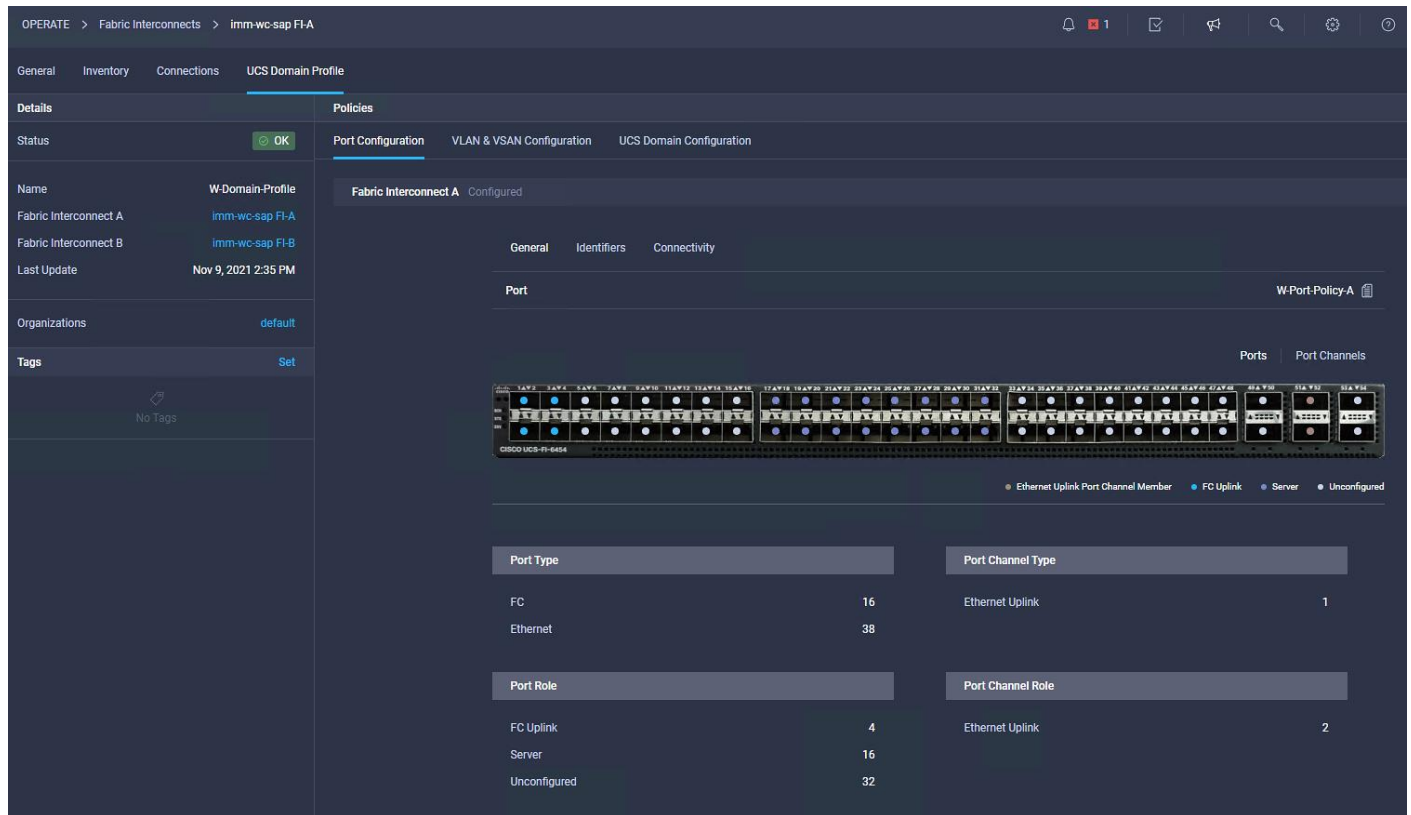 OPERATE > Fabric Interconnects > imm-wc-sap FI-A
1
General Inventory Connections UCS Domain Profile
Details
Policies
Status OK
Port Configuration VLAN & VSAN Configuration UCS Domain Configuration
Name W-Domain-Profile
Fabric Interconnect A imm-wc-sap FI-A
Fabric Interconnect B imm-wc-sap FI-B
Last Update Nov 9, 2021 2:35 PM
Organizations default
Tags Set
No Tags
Fabric Interconnect A Configured
General Identifiers Connectivity
Port W-Port-Policy-A
Ports Port Channels
CISCO UCS-FI-6454
Ethernet Uplink Port Channel Member FC Uplink Server Unconfigured
Port Type
FC 16
Ethernet 38
Port Channel Type
Ethernet Uplink 1
Port Role
FC Uplink 4
Server 16
Unconfigured 32
Port Channel Role
Ethernet Uplink 2